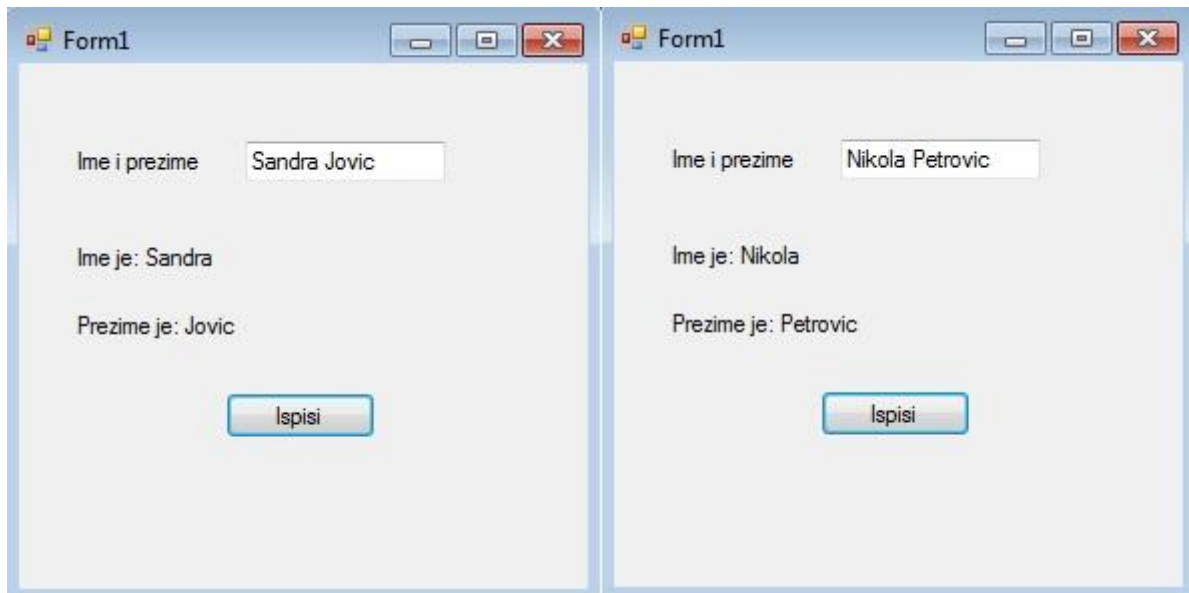 Form1
Ime i prezime Sandra Jovic
Ime je: Sandra
Prezime je: Jovic
Ispisi
Form1
Ime i prezime Nikola Petrovic
Ime je: Nikola
Prezime je: Petrovic
Ispisi